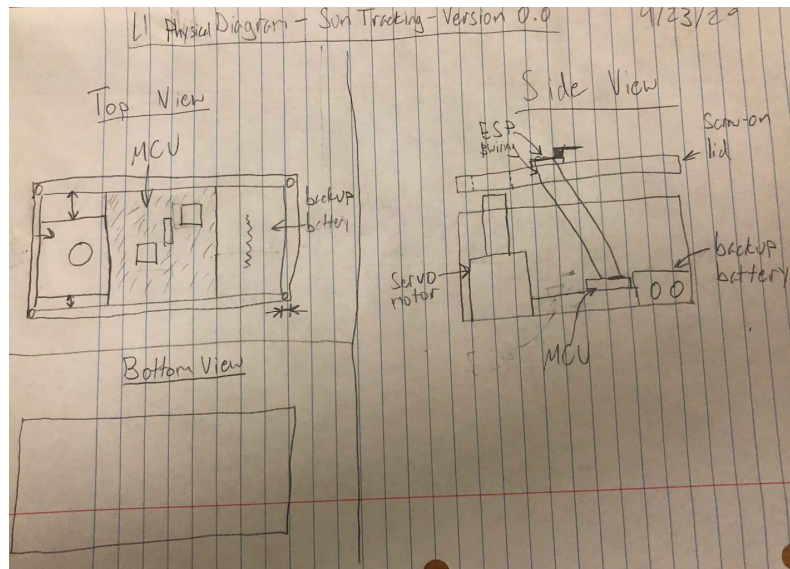 L1 Physical Diagram - Sun Tracking - Version 0.0
Top View
MCU
backup
battery
Bottom View
Side View
ESP
Screw-on
lid
Servo
motor
backup
battery
MCU